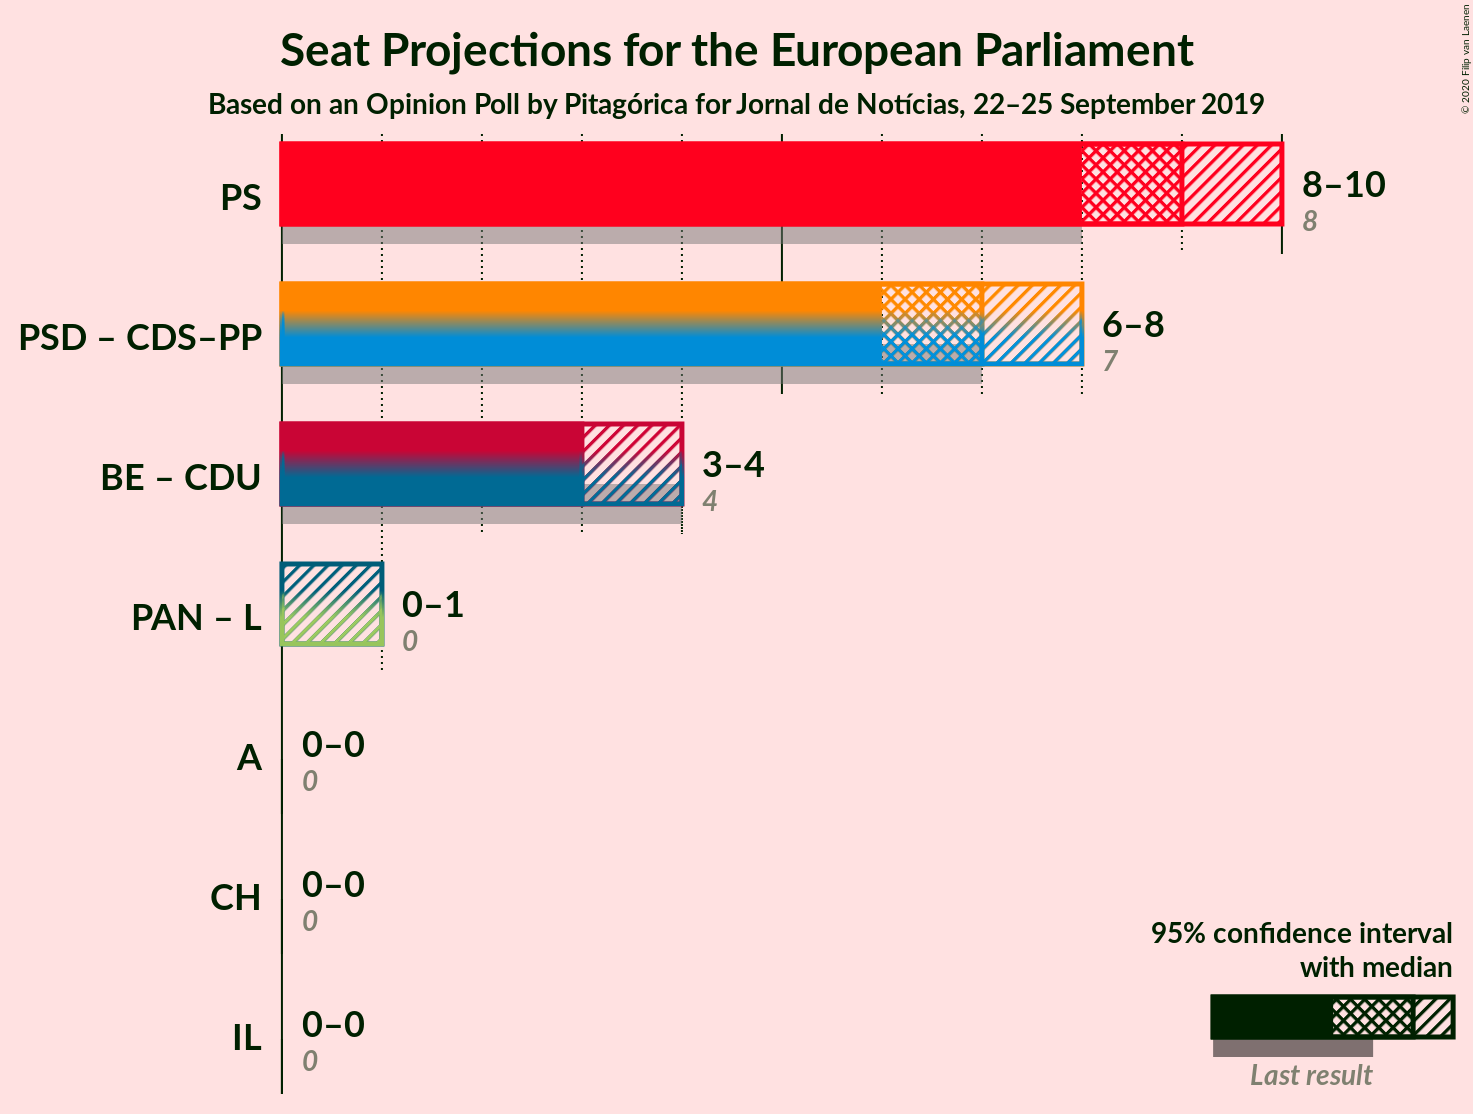 Seat Projections for the European Parliament
Based on an Opinion Poll by Pitagórica for Jornal de Notícias, 22–25 September 2019
© 2020 Filip van Laenen
PS
8–10
8
PSD – CDS–PP
6–8
7
BE – CDU
3–4
4
PAN – L
0–1
0
A
0–0
0
CH
0–0
0
IL
0–0
0
95% confidence interval
with median
Last result